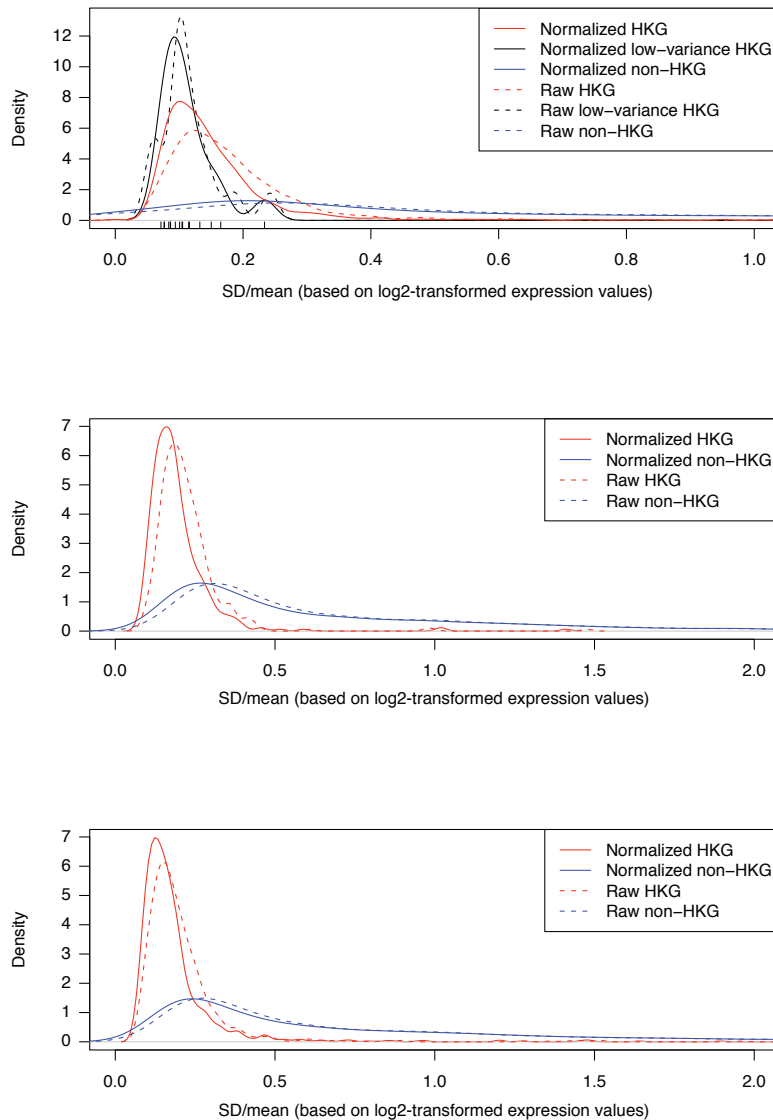 Density
12
10
8
6
4
2
0
Normalized HKG
Normalized low−variance HKG
Normalized non−HKG
Raw HKG
Raw low−variance HKG
Raw non−HKG
0.0 0.2 0.4 0.6 0.8 1.0
SD/mean (based on log2-transformed expression values)
Density
7
6
5
4
3
2
1
0
Normalized HKG
Normalized non−HKG
Raw HKG
Raw non−HKG
0.0 0.5 1.0 1.5 2.0
SD/mean (based on log2-transformed expression values)
Density
7
6
5
4
3
2
1
0
Normalized HKG
Normalized non−HKG
Raw HKG
Raw non−HKG
0.0 0.5 1.0 1.5 2.0
SD/mean (based on log2-transformed expression values)